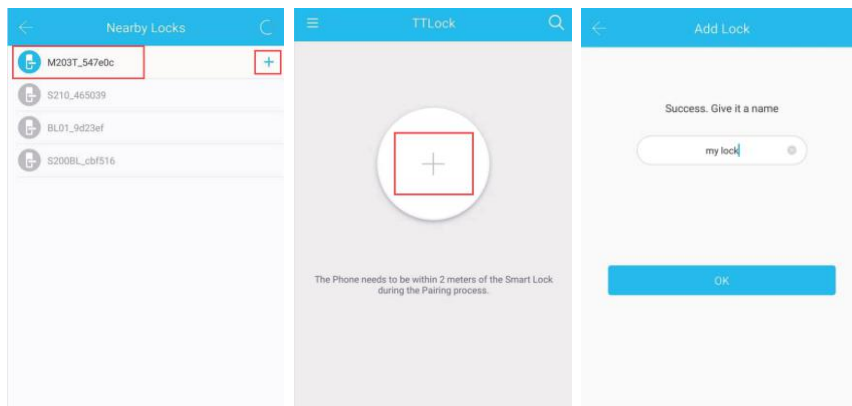 Nearby Locks
M203T_547e0c
S210_465039
BL01_9d23ef
S200BL_cbf516
TTLock
The Phone needs to be within 2 meters of the Smart Lock
during the Pairing process.
Add Lock
Success. Give it a name
my lock
OK